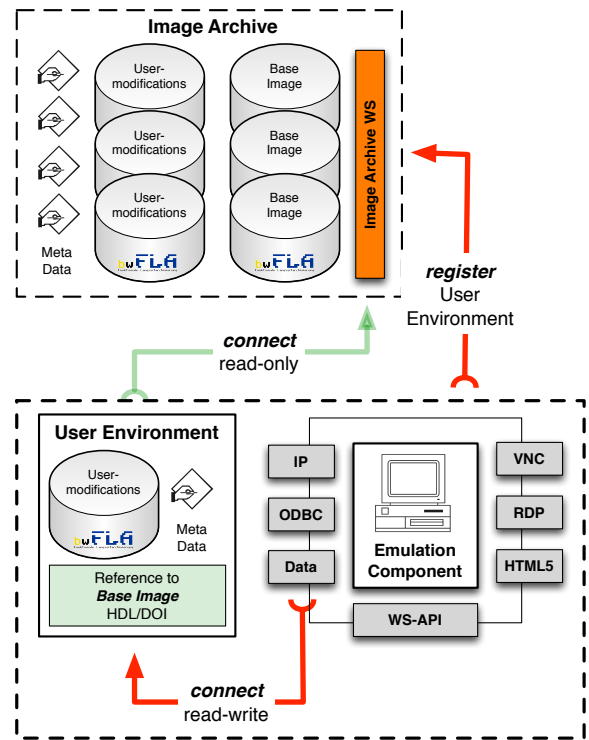 Image Archive
User-
modifications
Base
Image
User-
modifications
Base
Image
User-
modifications
Base
Image
Meta
Data
bwFLA
bwFLA
Image Archive WS
register
User
Environment
connect
read-only
User Environment
User-
modifications
bwFLA
Meta
Data
Reference to
Base Image
HDL/DOI
IP
ODBC
Data
Emulation
Component
VNC
RDP
HTML5
WS-API
connect
read-write